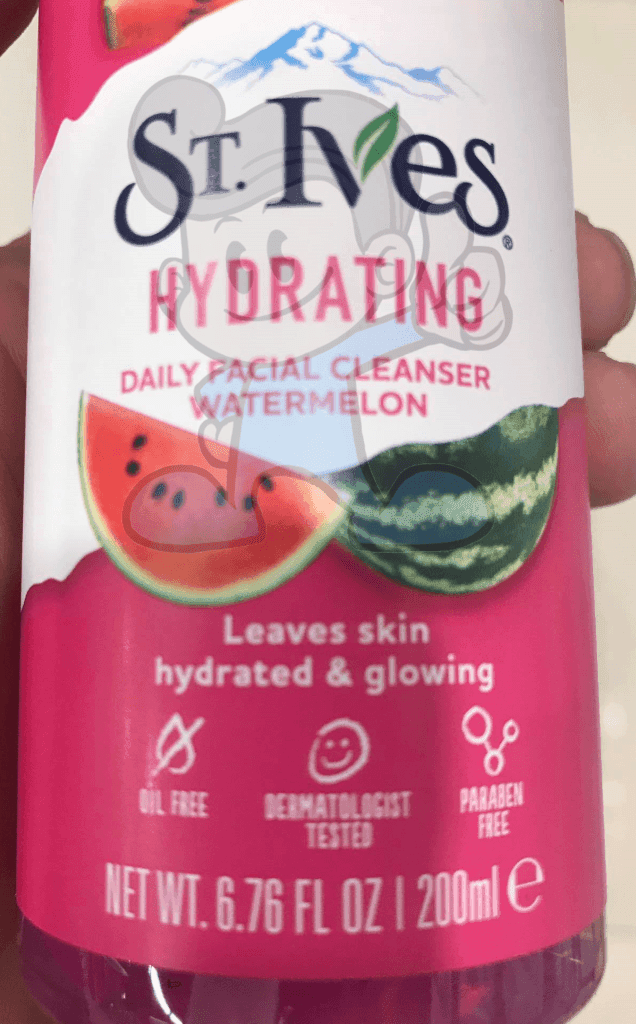 ST. Ives®
HYDRATING
DAILY FACIAL CLEANSER
WATERMELON
Leaves skin
hydrated & glowing
OIL FREE
DERMATOLOGIST
TESTED
PARABEN
FREE
NET WT. 6.76 FL OZ | 200ml ℮